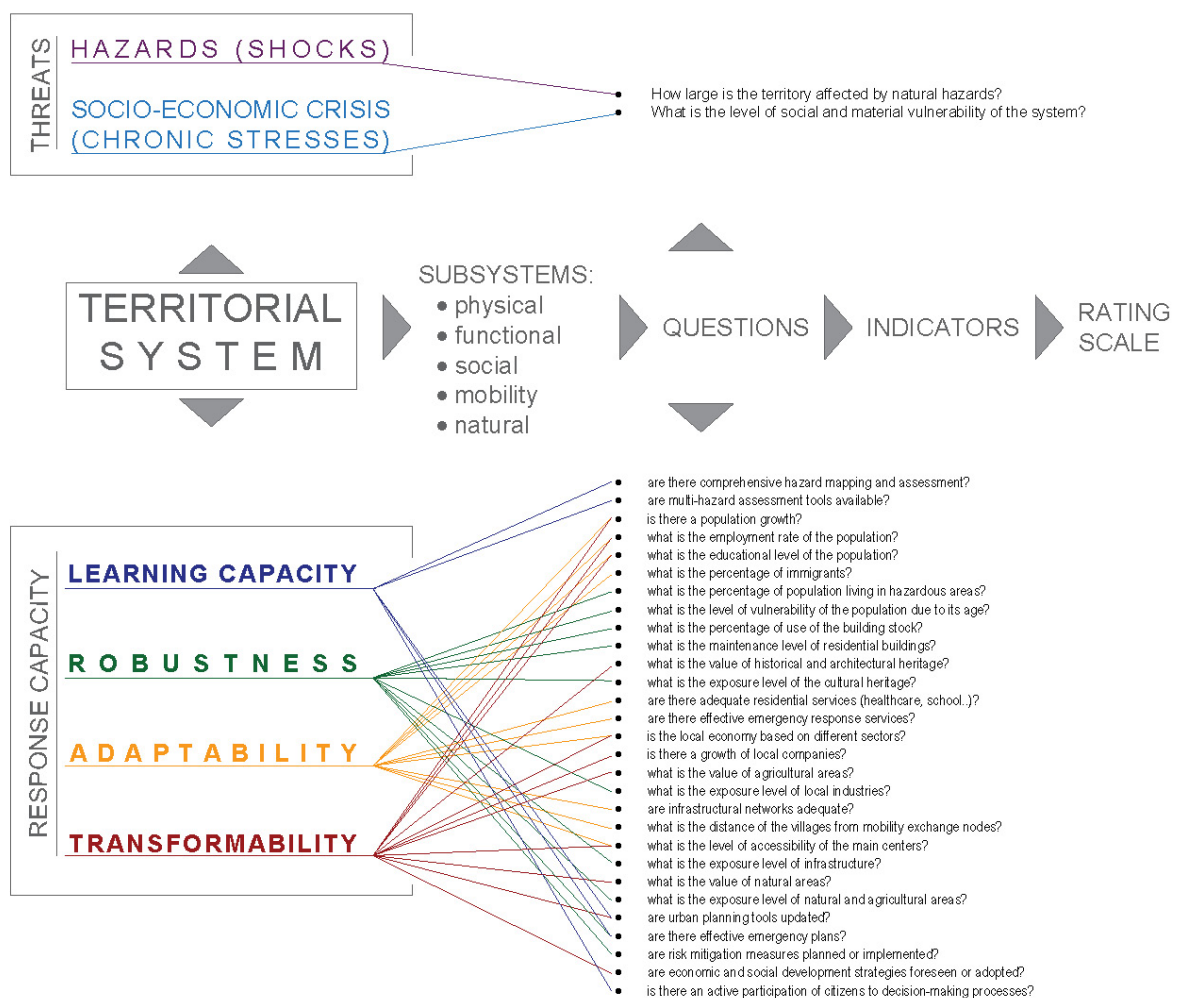 THREATS
HAZARDS (SHOCKS)
SOCIO-ECONOMIC CRISIS
(CHRONIC STRESSES)
How large is the territory affected by natural hazards?
What is the level of social and material vulnerability of the system?
TERRITORIAL
SYSTEM
SUBSYSTEMS:
• physical
• functional
• social
• mobility
• natural
QUESTIONS
INDICATORS
RATING
SCALE
RESPONSE CAPACITY
LEARNING CAPACITY
ROBUSTNESS
ADAPTABILITY
TRANSFORMABILITY
are there comprehensive hazard mapping and assessment?
are multi-hazard assessment tools available?
is there a population growth?
what is the employment rate of the population?
what is the educational level of the population?
what is the percentage of immigrants?
what is the percentage of population living in hazardous areas?
what is the level of vulnerability of the population due to its age?
what is the percentage of use of the building stock?
what is the maintenance level of residential buildings?
what is the value of historical and architectural heritage?
what is the exposure level of the cultural heritage?
are there adequate residential services (healthcare, school..)?
are there effective emergency response services?
is the local economy based on different sectors?
is there a growth of local companies?
what is the value of agricultural areas?
what is the exposure level of local industries?
are infrastructural networks adequate?
what is the distance of the villages from mobility exchange nodes?
what is the level of accessibility of the main centers?
what is the exposure level of infrastructure?
what is the value of natural areas?
what is the exposure level of natural and agricultural areas?
are urban planning tools updated?
are there effective emergency plans?
are risk mitigation measures planned or implemented?
are economic and social development strategies foreseen or adopted?
is there an active participation of citizens to decision-making processes?